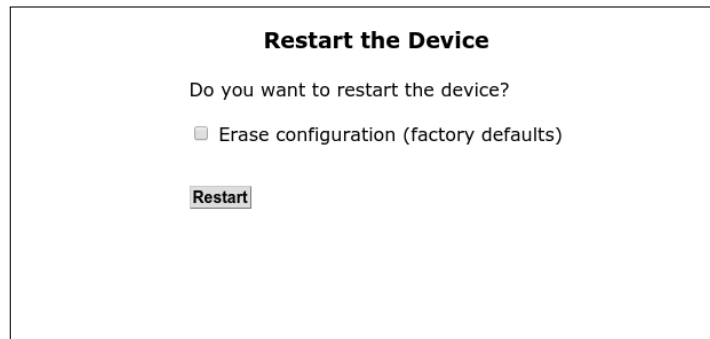 Restart the Device
Do you want to restart the device?
Erase configuration (factory defaults)
Restart